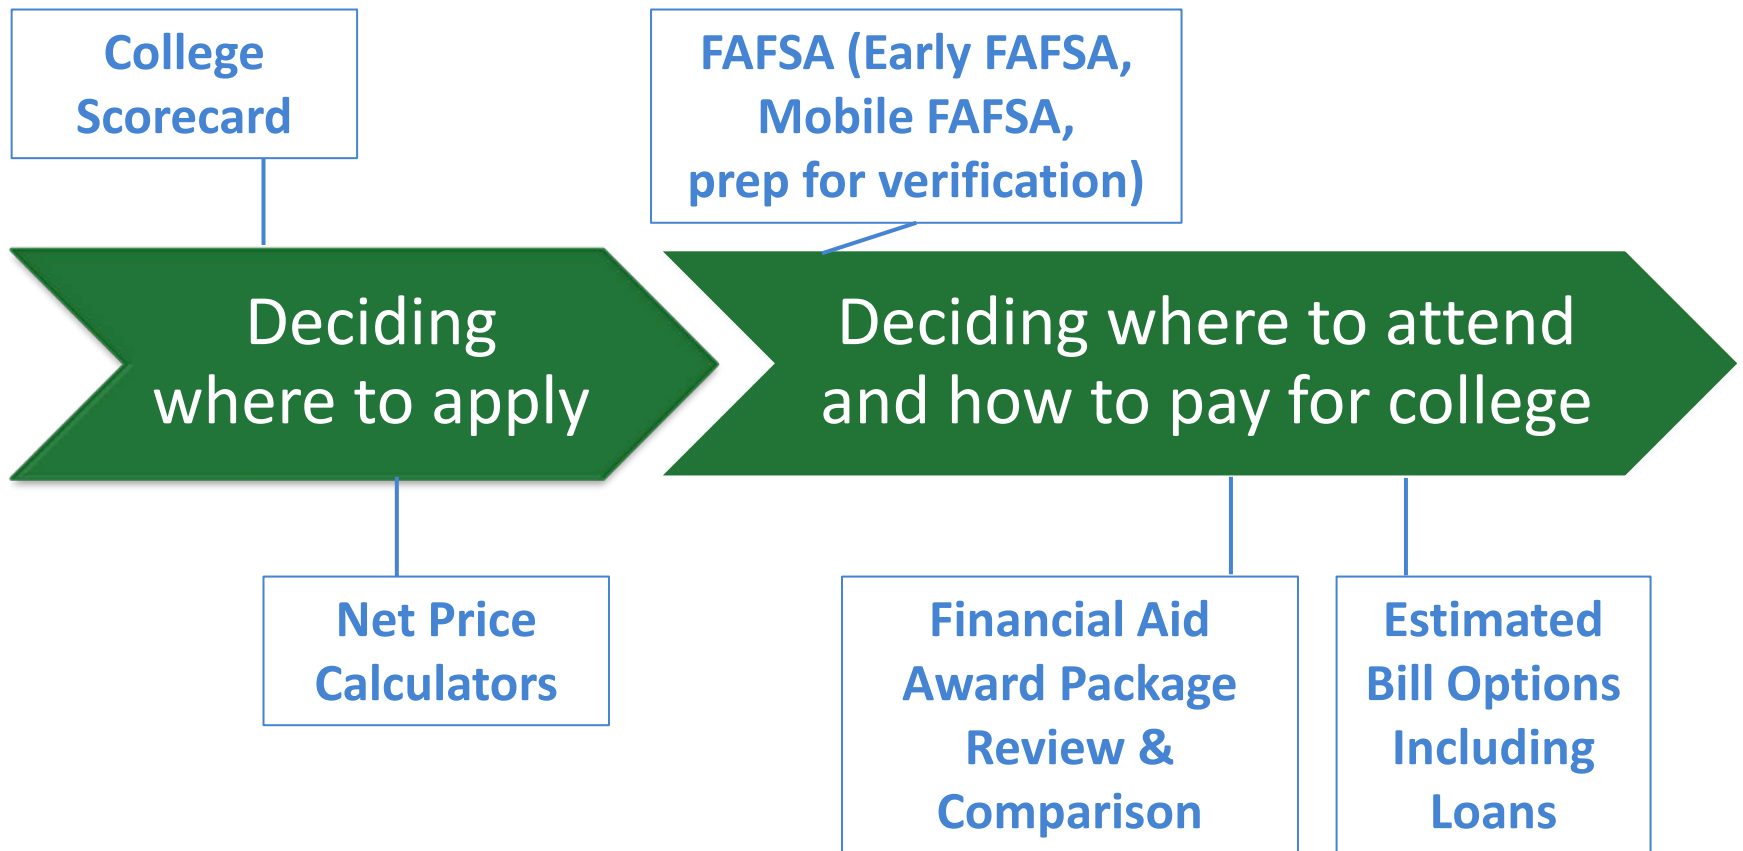 College
Scorecard
FAFSA (Early FAFSA,
Mobile FAFSA,
prep for verification)
Deciding
where to apply
Deciding where to attend
and how to pay for college
Net Price
Calculators
Financial Aid
Award Package
Review &
Comparison
Estimated
Bill Options
Including
Loans